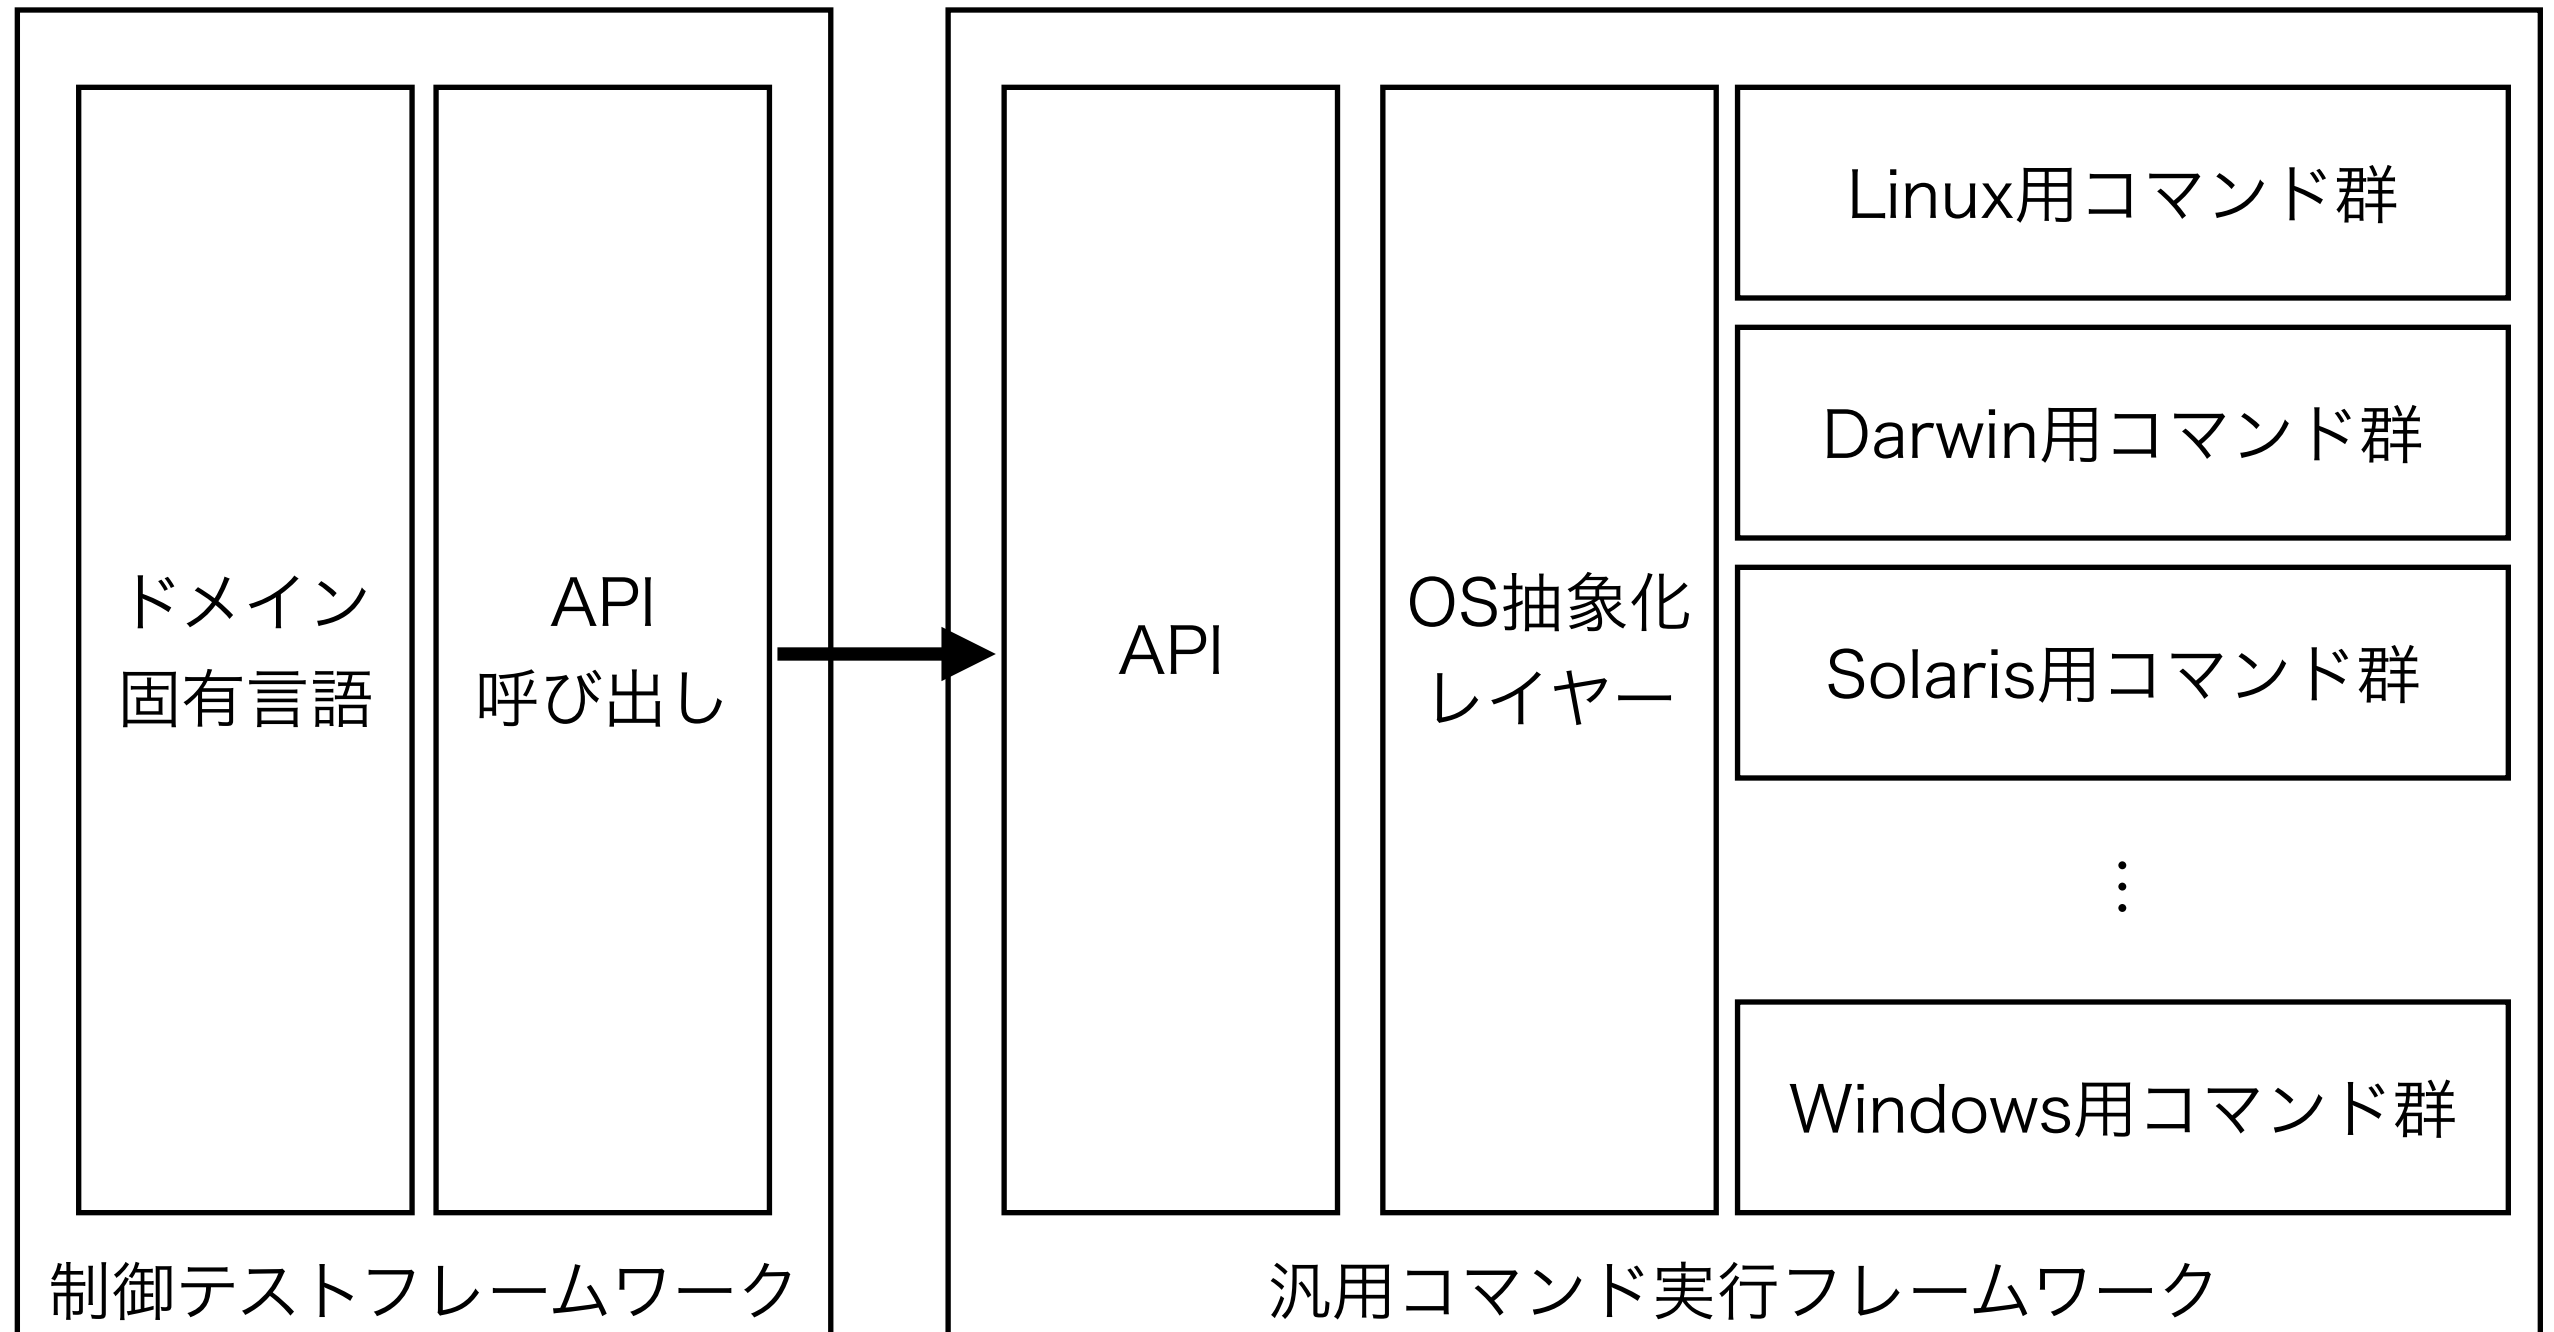 ドメイン
固有言語
API
呼び出し
制御テストフレームワーク
API
OS抽象化
レイヤー
Linux用コマンド群
Darwin用コマンド群
Solaris用コマンド群
⋮
Windows用コマンド群
汎用コマンド実行フレームワーク